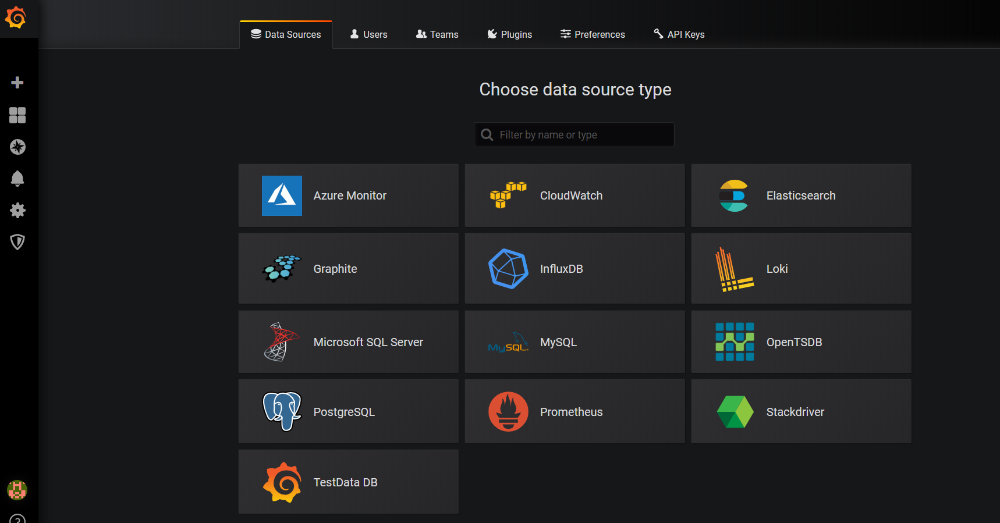 Data Sources
Users
Teams
Plugins
Preferences
API Keys
Choose data source type
Filter by name or type
Azure Monitor
CloudWatch
Elasticsearch
Graphite
InfluxDB
Loki
Microsoft SQL Server
MySQL
MySQL
OpenTSDB
PostgreSQL
Prometheus
Stackdriver
TestData DB
?